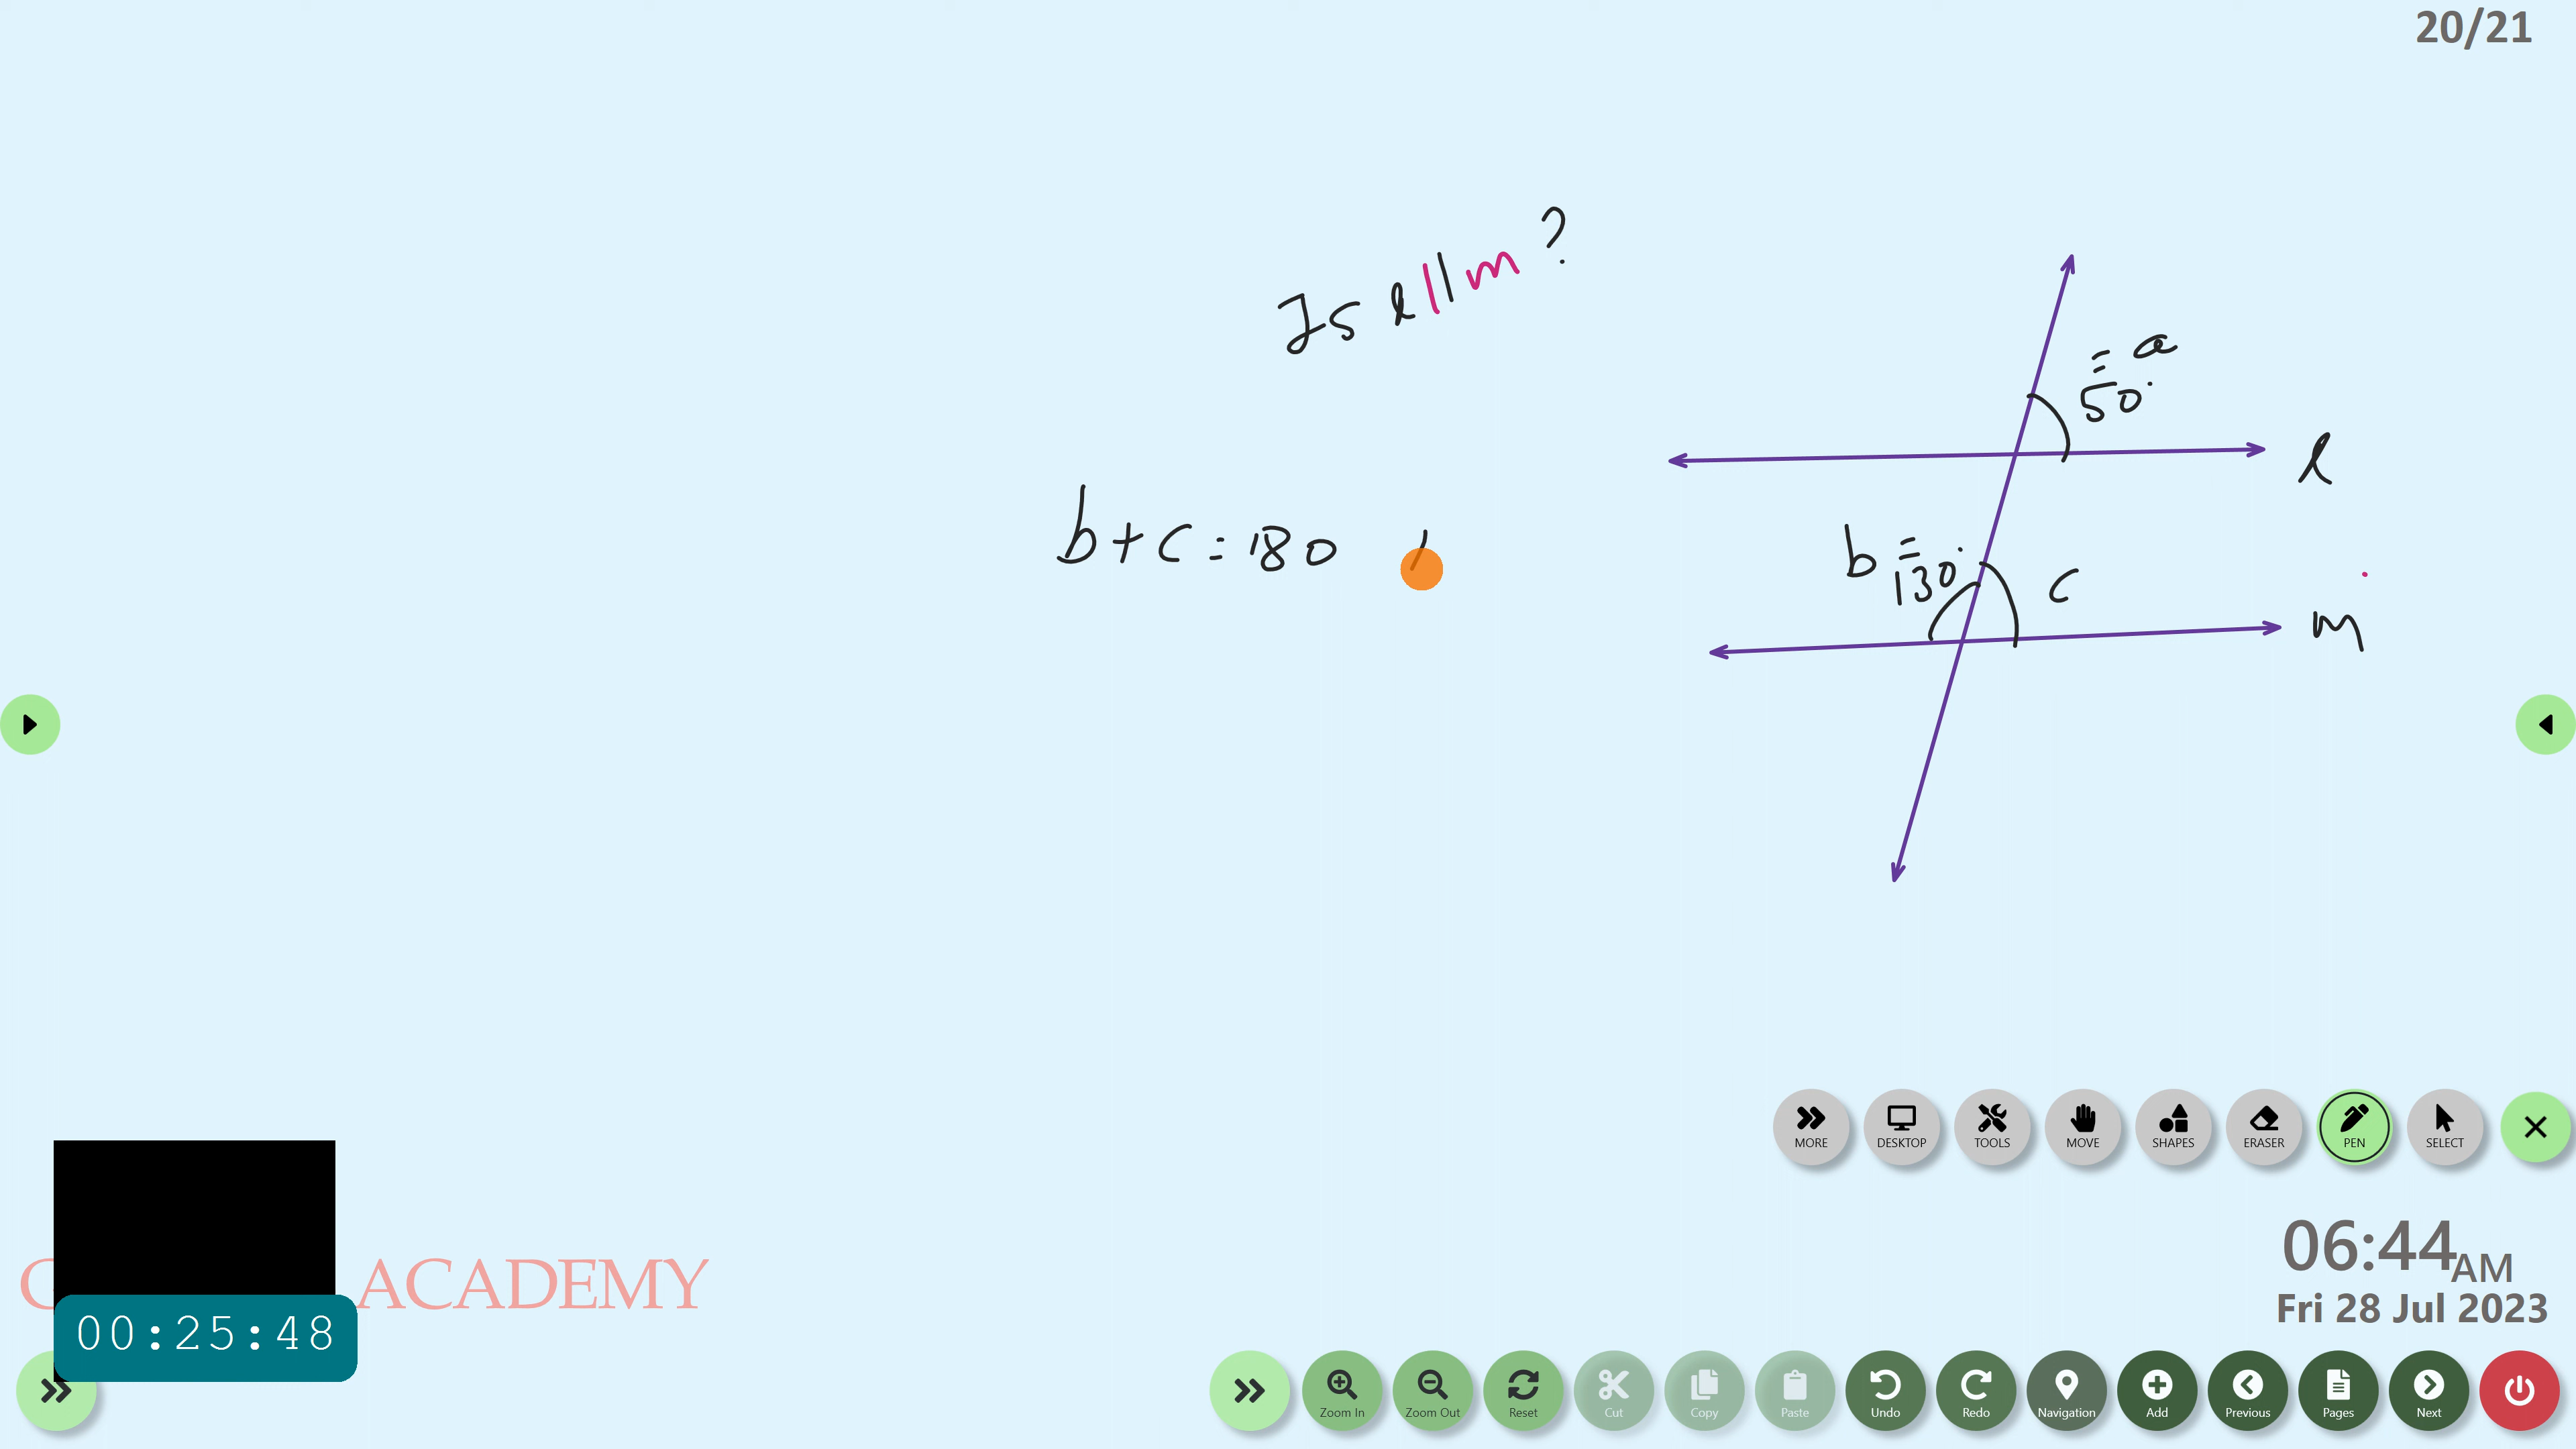 20/21
Is l || m ?
= a
50°
l
b + c = 180
b = 130°
c
m
MORE DESKTOP TOOLS MOVE SHAPES ERASER PEN SELECT
06:44 AM
Fri 28 Jul 2023
ACADEMY
00:25:48
Zoom In Zoom Out Reset Cut Copy Paste Undo Redo Navigation Add Previous Pages Next